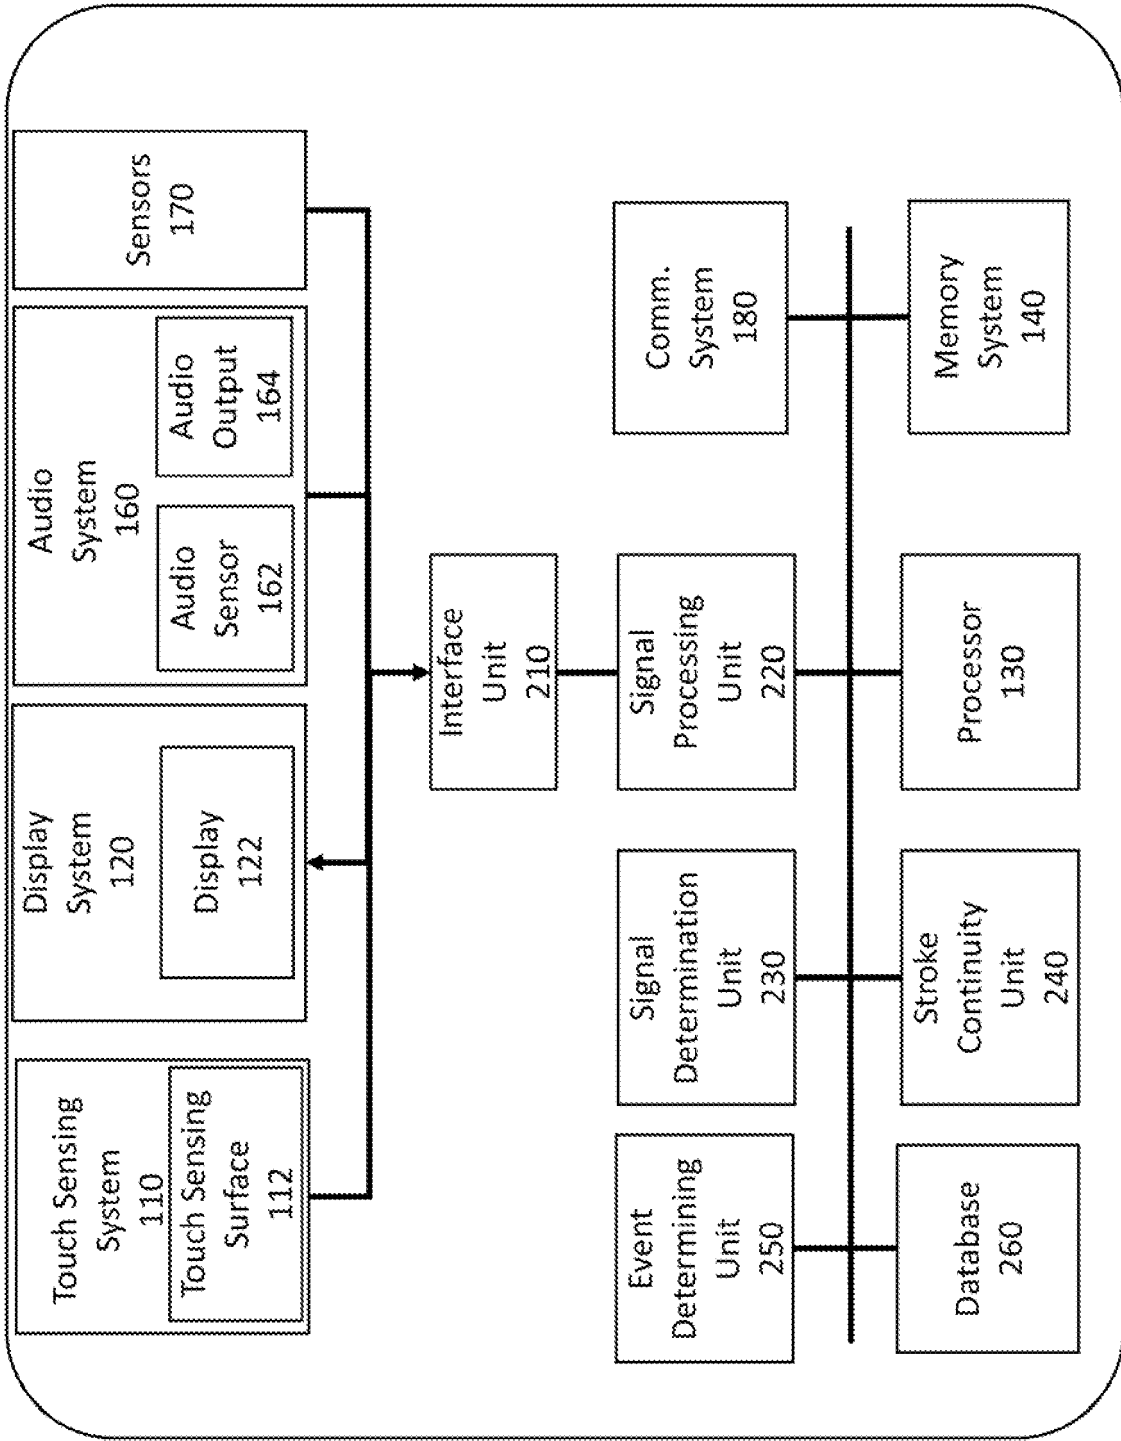 Touch Sensing
System
110
Touch Sensing
Surface
112
Display
System
120
Display
122
Audio
System
160
Audio
Sensor
162
Audio
Output
164
Sensors
170
Interface
Unit
210
Event
Determining
Unit
250
Signal
Determination
Unit
230
Signal
Processing
Unit
220
Comm.
System
180
Database
260
Stroke
Continuity
Unit
240
Processor
130
Memory
System
140